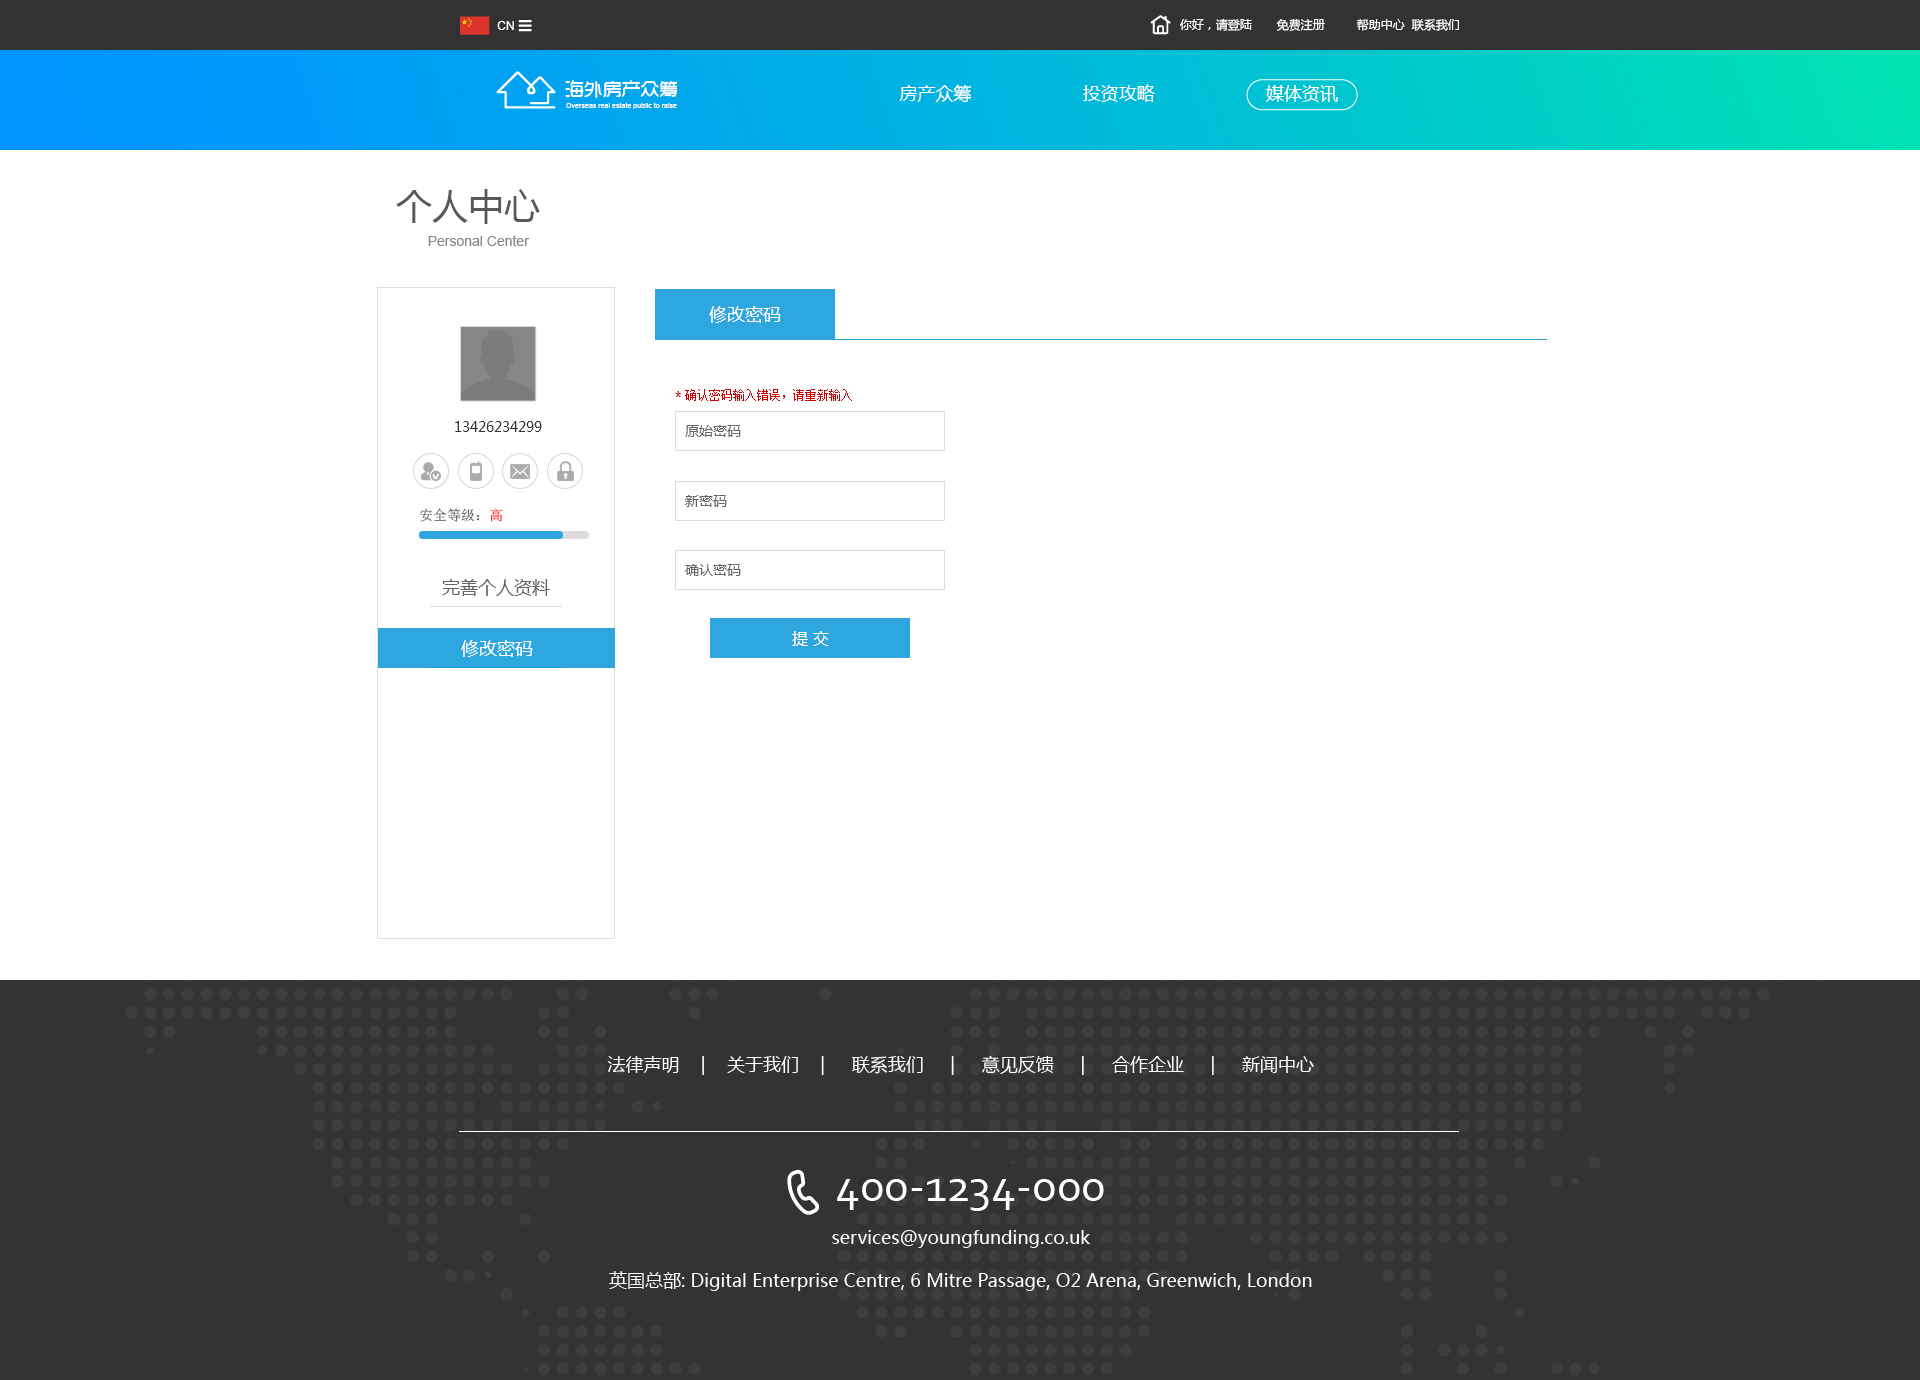 CN
你好，请登陆 免费注册 帮助中心 联系我们
海外房产众筹
Overseas real estate public to raise
房产众筹 投资攻略 媒体资讯
个人中心
Personal Center
修改密码
* 确认密码输入错误，请重新输入
13426234299
原始密码
新密码
安全等级：高
确认密码
完善个人资料
提 交
修改密码
法律声明 | 关于我们 | 联系我们 | 意见反馈 | 合作企业 | 新闻中心
400-1234-000
services@youngfunding.co.uk
英国总部: Digital Enterprise Centre, 6 Mitre Passage, O2 Arena, Greenwich, London